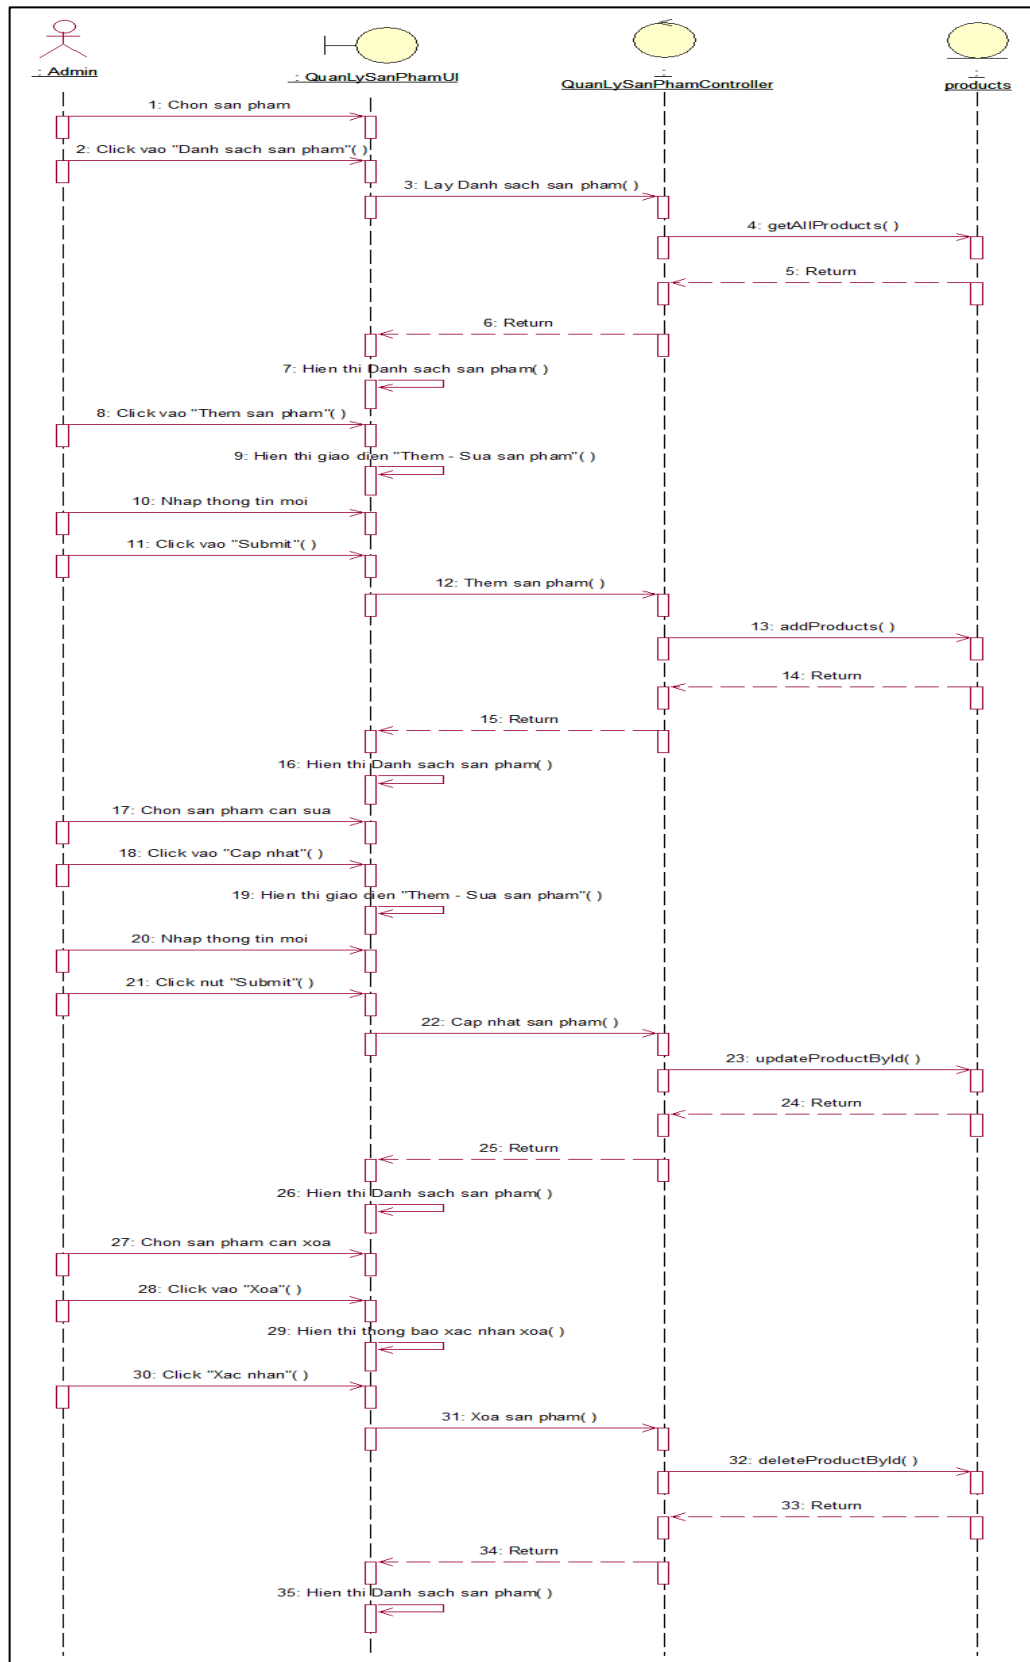 : Admin
: QuanLySanPhamUI
:
QuanLySanPhamController
:
products
1: Chon san pham
2: Click vao "Danh sach san pham"( )
3: Lay Danh sach san pham( )
4: getAllProducts( )
5: Return
6: Return
7: Hien thi Danh sach san pham( )
8: Click vao "Them san pham"( )
9: Hien thi giao dien "Them - Sua san pham"( )
10: Nhap thong tin moi
11: Click vao "Submit"( )
12: Them san pham( )
13: addProducts( )
14: Return
15: Return
16: Hien thi Danh sach san pham( )
17: Chon san pham can sua
18: Click vao "Cap nhat"( )
19: Hien thi giao dien "Them - Sua san pham"( )
20: Nhap thong tin moi
21: Click nut "Submit"( )
22: Cap nhat san pham( )
23: updateProductById( )
24: Return
25: Return
26: Hien thi Danh sach san pham( )
27: Chon san pham can xoa
28: Click vao "Xoa"( )
29: Hien thi thong bao xac nhan xoa( )
30: Click "Xac nhan"( )
31: Xoa san pham( )
32: deleteProductById( )
33: Return
34: Return
35: Hien thi Danh sach san pham( )